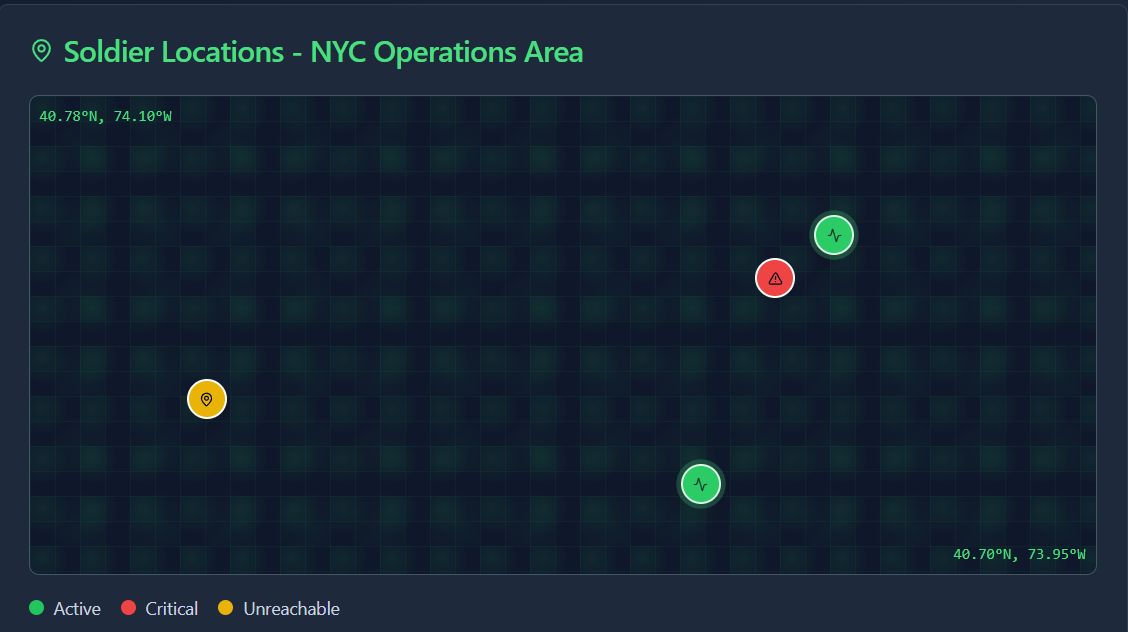 Soldier Locations - NYC Operations Area
40.78°N, 74.10°W
40.70°N, 73.95°W
Active Critical Unreachable